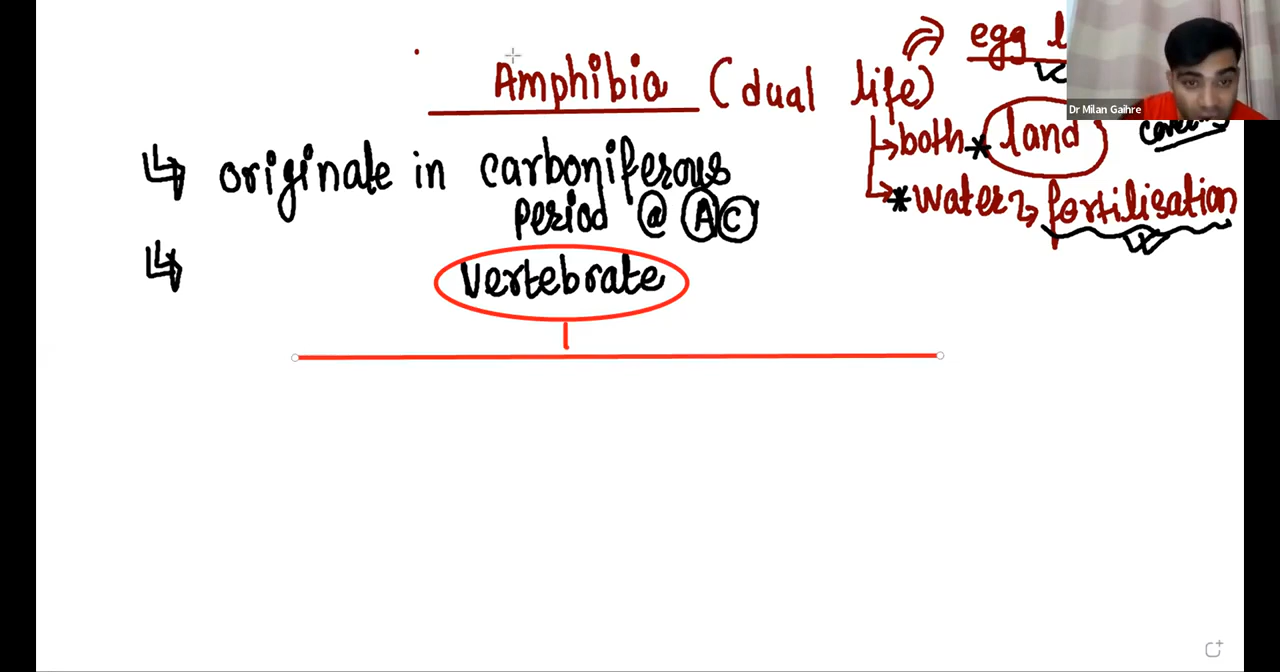 egg
Amphibia (dual life)
both * land
↳ originate in carboniferous
period @ A C
* water → fertilisation
↳ Vertebrate
Dr Milan Gaihre